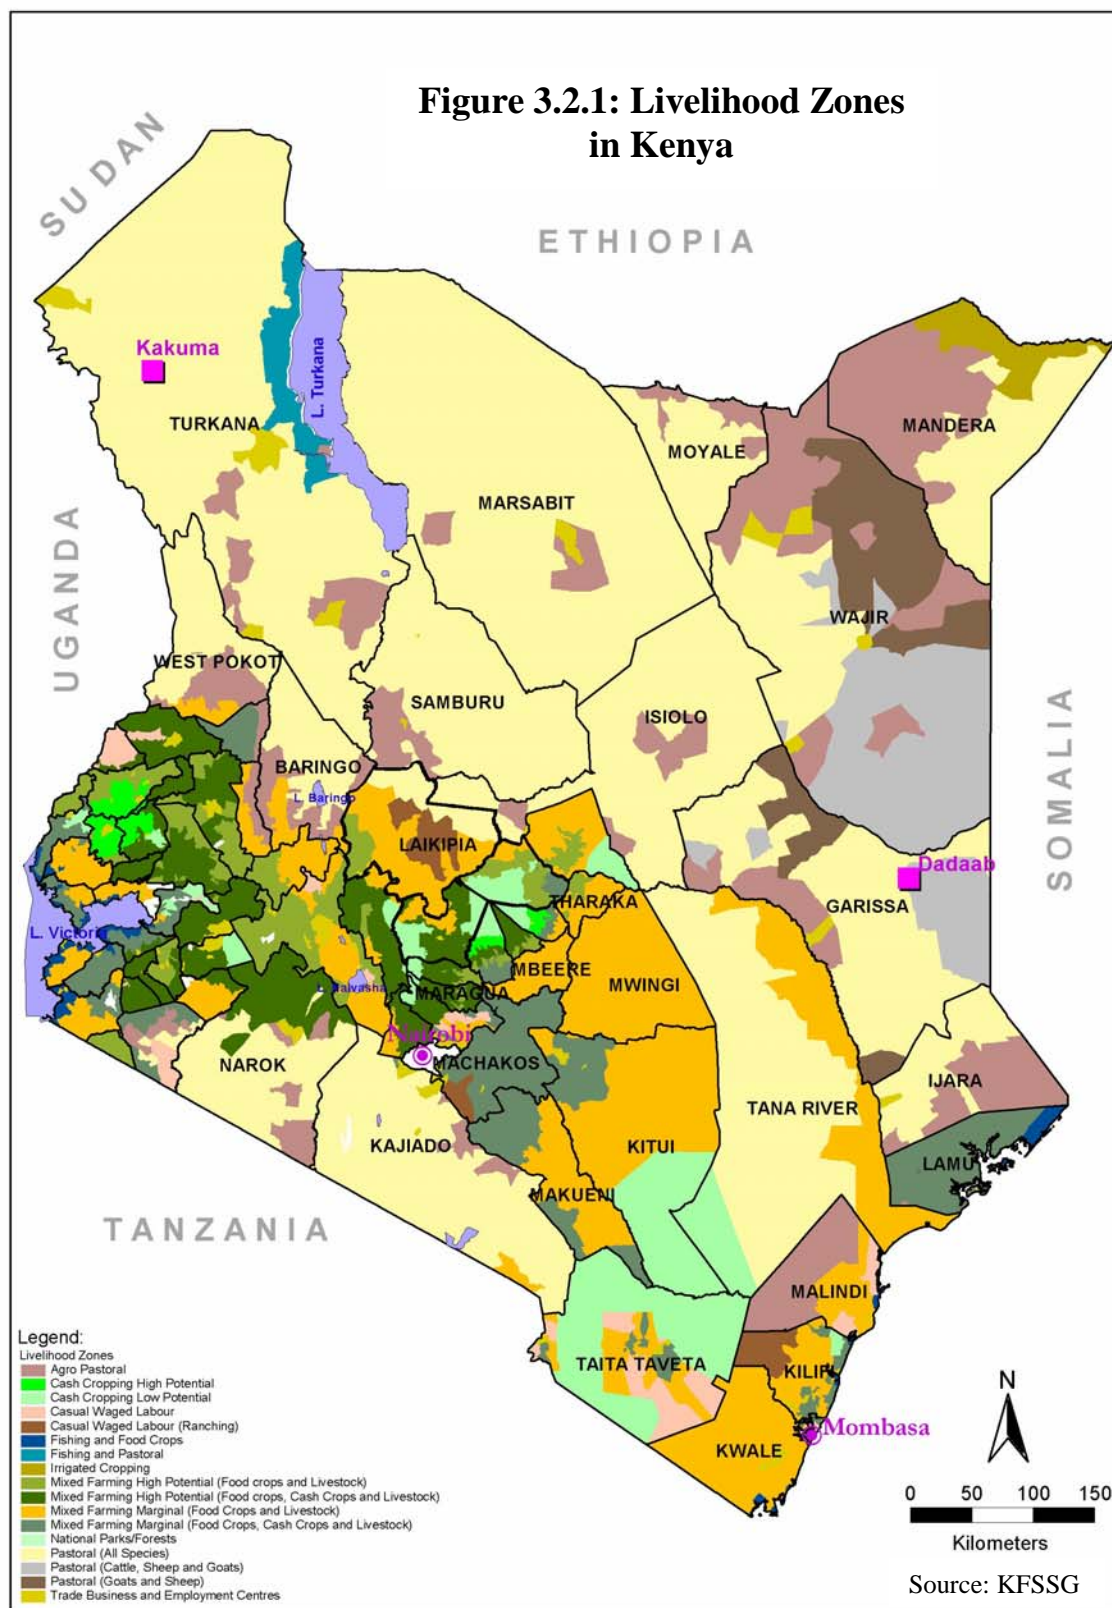 Figure 3.2.1: Livelihood Zones
in Kenya
SUDAN
ETHIOPIA
UGANDA
SOMALIA
TANZANIA
Kakuma
L. Turkana
TURKANA
MOYALE
MANDERA
MARSABIT
WAJIR
WEST POKOT
SAMBURU
ISIOLO
BARINGO
L. Baringo
LAIKIPIA
Dadaab
THARAKA
GARISSA
L. Victoria
MBEERE
MWINGI
L. Naivasha
MARAGUA
Nairobi
MACHAKOS
NAROK
IJARA
TANA RIVER
KAJIADO
KITUI
LAMU
MAKUENI
MALINDI
TAITA TAVETA
KILIFI
Mombasa
KWALE
Legend:
Livelihood Zones
Agro Pastoral
Cash Cropping High Potential
Cash Cropping Low Potential
Casual Waged Labour
Casual Waged Labour (Ranching)
Fishing and Food Crops
Fishing and Pastoral
Irrigated Cropping
Mixed Farming High Potential (Food crops and Livestock)
Mixed Farming High Potential (Food crops, Cash Crops and Livestock)
Mixed Farming Marginal (Food Crops and Livestock)
Mixed Farming Marginal (Food Crops, Cash Crops and Livestock)
National Parks/Forests
Pastoral (All Species)
Pastoral (Cattle, Sheep and Goats)
Pastoral (Goats and Sheep)
Trade Business and Employment Centres
N
0 50 100 150
Kilometers
Source: KFSSG